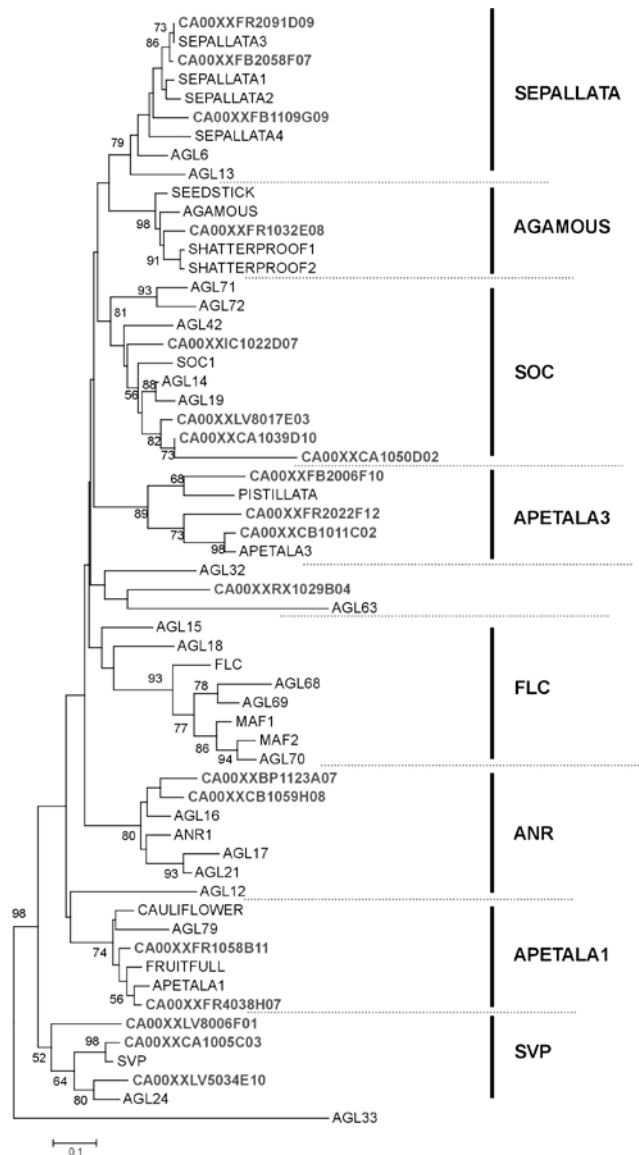 73
CA00XXFR2091D09
86
SEPALLATA3
CA00XXFB2058F07
SEPALLATA1
SEPALLATA2
SEPALLATA
CA00XXFB1109G09
SEPALLATA4
79
AGL6
AGL13
SEEDSTICK
AGAMOUS
98
CA00XXFR1032E08
AGAMOUS
SHATTERPROOF1
91
SHATTERPROOF2
AGL71
93
AGL72
81
AGL42
CA00XXIC1022D07
SOC1
SOC
88
AGL14
56
AGL19
CA00XXLV8017E03
82
CA00XXCA1039D10
73
CA00XXCA1050D02
CA00XXFB2006F10
68
PISTILLATA
89
CA00XXFR2022F12
APETALA3
73
CA00XXCB1011C02
98
APETALA3
AGL32
CA00XXRX1029B04
AGL63
AGL15
AGL18
FLC
93
78
AGL68
FLC
AGL69
77
MAF1
86
MAF2
94
AGL70
CA00XXBP1123A07
CA00XXCB1059H08
AGL16
80
ANR1
ANR
AGL17
93
AGL21
AGL12
98
CAULIFLOWER
AGL79
74
CA00XXFR1058B11
APETALA1
FRUITFULL
APETALA1
56
CA00XXFR4038H07
CA00XXLV8006F01
98
CA00XXCA1005C03
52
SVP
SVP
64
CA00XXLV5034E10
80
AGL24
AGL33
0.1